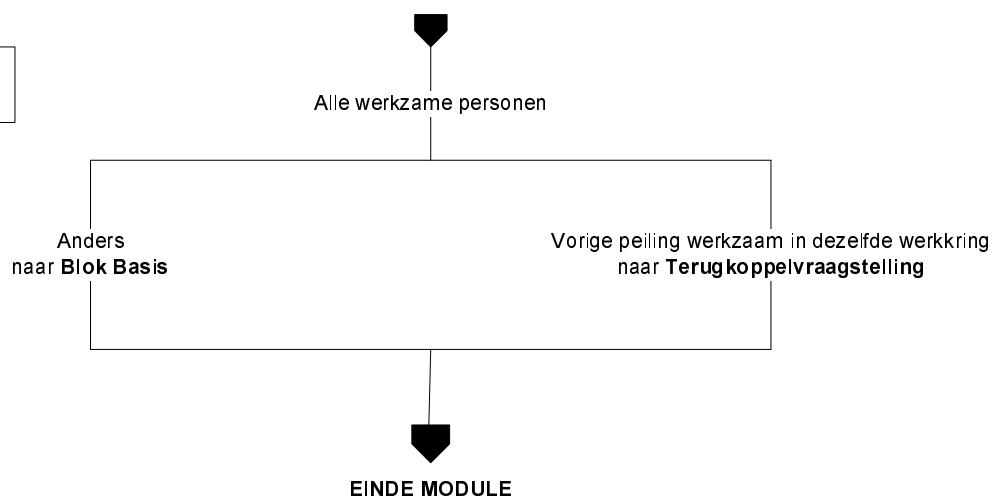 Alle werkzame personen
Anders
naar Blok Basis
Vorige peiling werkzaam in dezelfde werkkring
naar Terugkoppelvraagstelling
EINDE MODULE